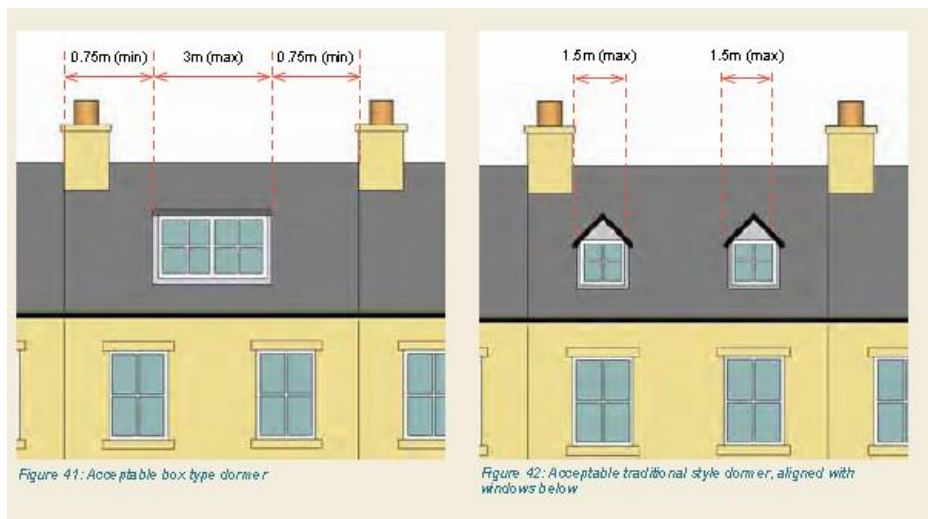 0.75m (min) 3m (max) 0.75m (min)
1.5m (max) 1.5m (max)
Figure 41: Acceptable box type dormer
Figure 42: Acceptable traditional style dormer, aligned with
windows below